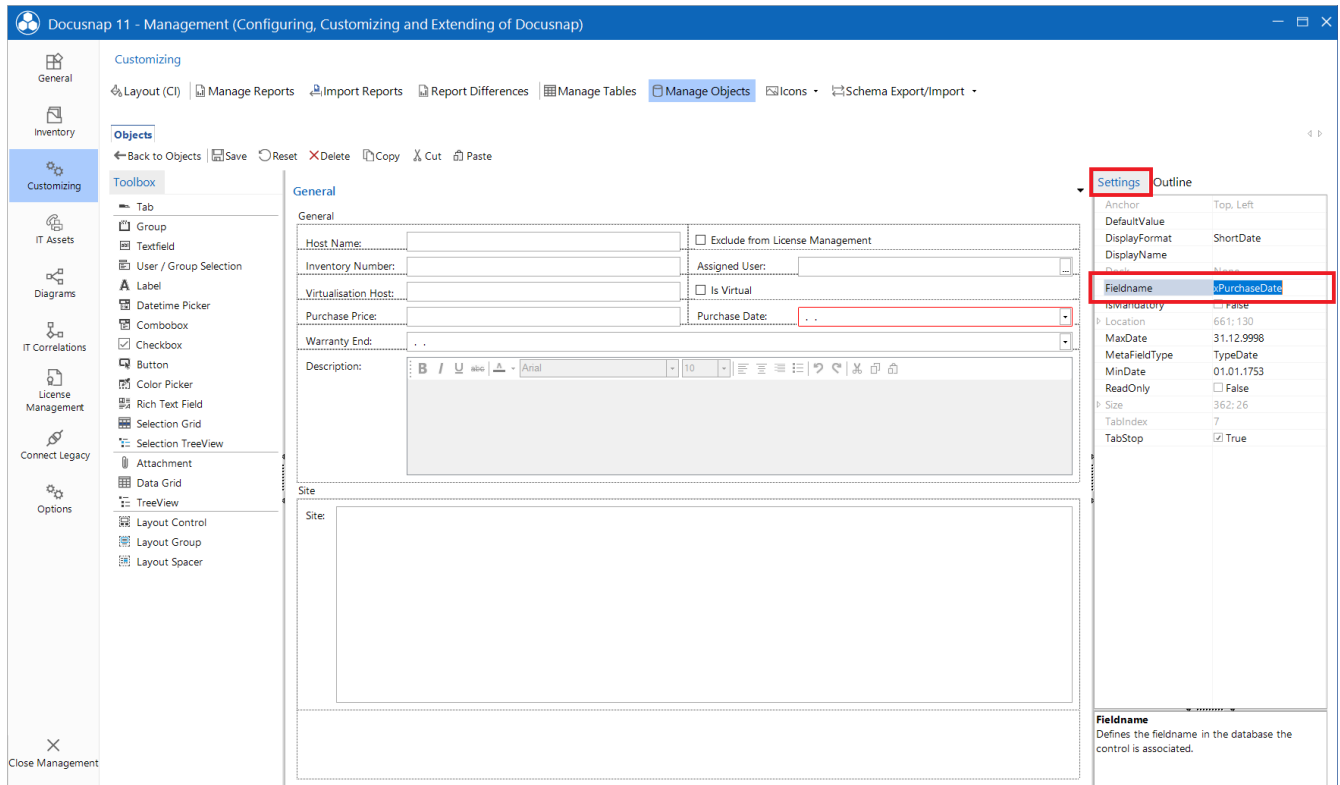 Docusnap 11 - Management (Configuring, Customizing and Extending of Docusnap)
General
Inventory
Customizing
IT Assets
Diagrams
IT Correlations
License
Management
Connect Legacy
Options
Close Management
Customizing
Layout (CI) Manage Reports Import Reports Report Differences Manage Tables Manage Objects Icons Schema Export/Import
Objects
Back to Objects Save Reset Delete Copy Cut Paste
Toolbox
Tab
Group
Textfield
User / Group Selection
Label
Datetime Picker
Combobox
Checkbox
Button
Color Picker
Rich Text Field
Selection Grid
Selection TreeView
Attachment
Data Grid
TreeView
Layout Control
Layout Group
Layout Spacer
General
General
Host Name: Exclude from License Management
Inventory Number: Assigned User: ...
Virtualisation Host: Is Virtual
Purchase Price: Purchase Date: . .
Warranty End: . .
Description: B I U abc A Arial 10
Site
Site:
Settings Outline
Anchor Top, Left
DefaultValue
DisplayFormat ShortDate
DisplayName
Dock None
Fieldname xPurchaseDate
IsMandatory False
Location 661; 130
MaxDate 31.12.9998
MetaFieldType TypeDate
MinDate 01.01.1753
ReadOnly False
Size 362; 26
TabIndex 7
TabStop True
Fieldname
Defines the fieldname in the database the
control is associated.